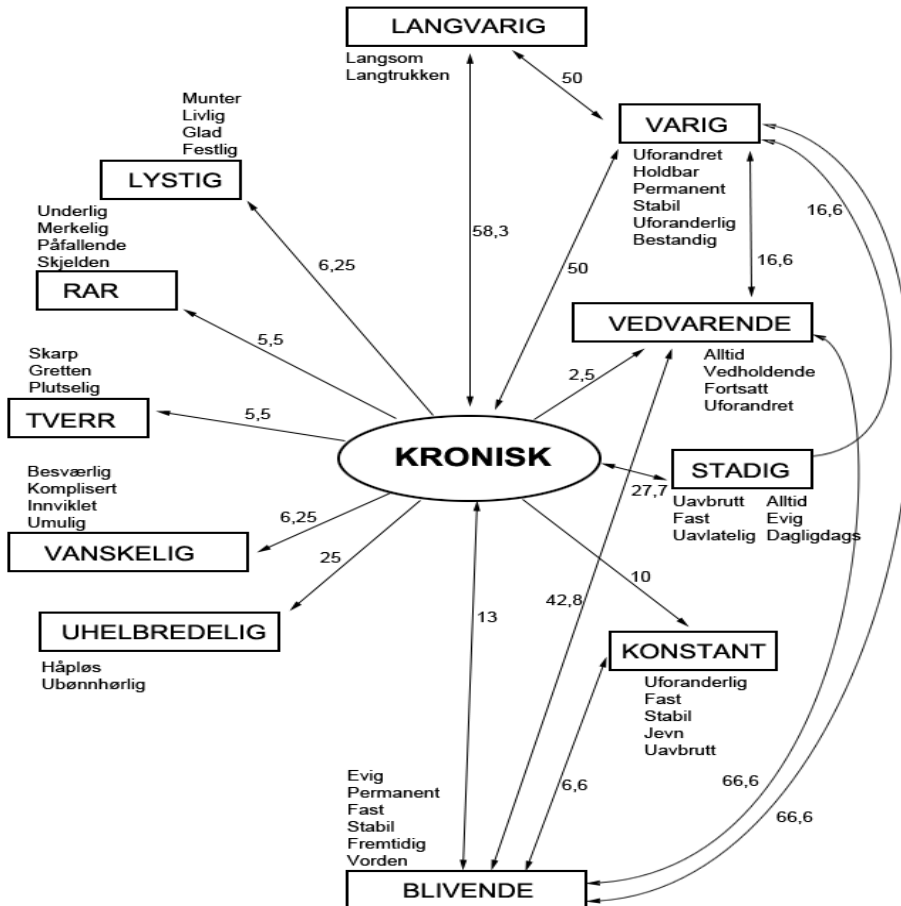 LANGVARIG
Langsom
Langtrukken
50
VARIG
Uforandret
Holdbar
Permanent
Stabil
Uforanderlig
Bestandig
Munter
Livlig
Glad
Festlig
LYSTIG
Underlig
Merkelig
Påfallende
Skjelden
RAR
58,3
50
16,6
16,6
6,25
5,5
VEDVARENDE
Alltid
Vedholdende
Fortsatt
Uforandret
2,5
Skarp
Gretten
Plutselig
TVERR
5,5
KRONISK
27,7
STADIG
Uavbrutt Alltid
Fast Evig
Uavlatelig Dagligdags
Besværlig
Komplisert
Innviklet
Umulig
VANSKELIG
6,25
25
UHELBREDELIG
Håpløs
Ubønnhørlig
13
42,8
10
KONSTANT
Uforanderlig
Fast
Stabil
Jevn
Uavbrutt
6,6
66,6
66,6
Evig
Permanent
Fast
Stabil
Fremtidig
Vorden
BLIVENDE